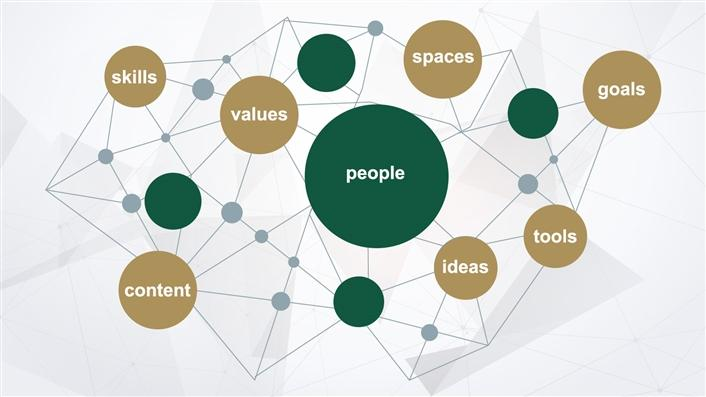 spaces
skills
goals
values
people
tools
ideas
content